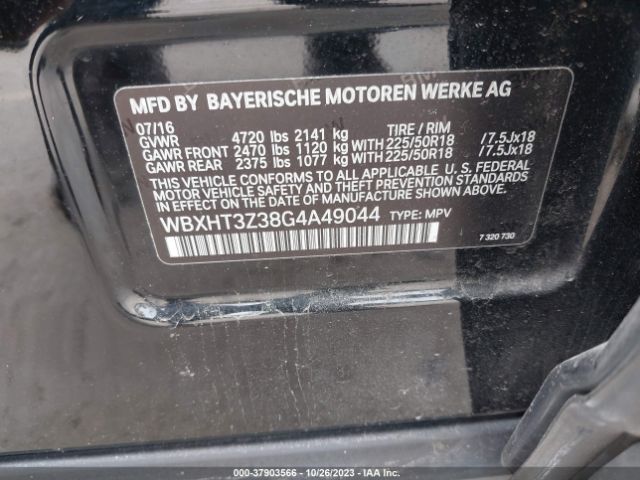 MFD BY BAYERISCHE MOTOREN WERKE AG
07/16
GVWR 4720 lbs 2141 kg TIRE / RIM
GAWR FRONT 2470 lbs 1120 kg WITH 225/50R18 /7.5Jx18
GAWR REAR 2375 lbs 1077 kg WITH 225/50R18 /7.5Jx18
THIS VEHICLE CONFORMS TO ALL APPLICABLE U. S. FEDERAL
MOTOR VEHICLE SAFETY, BUMPER, AND THEFT PREVENTION
STANDARDS IN EFFECT ON THE DATE OF MANUFACTURE SHOWN ABOVE.
WBXHT3Z38G4A49044 TYPE: MPV
7 320 730
000-37903566 - 10/26/2023 - IAA Inc.